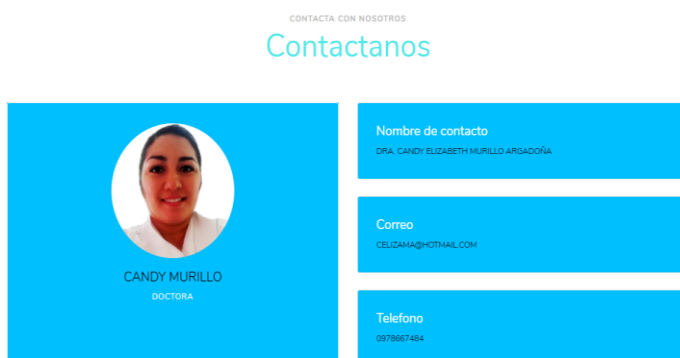 CONTACTA CON NOSOTROS
Contactanos
CANDY MURILLO
DOCTORA
Nombre de contacto
DRA. CANDY ELIZABETH MURILLO ARGADOÑA
Correo
CELIZAMA@HOTMAIL.COM
Telefono
0978667484